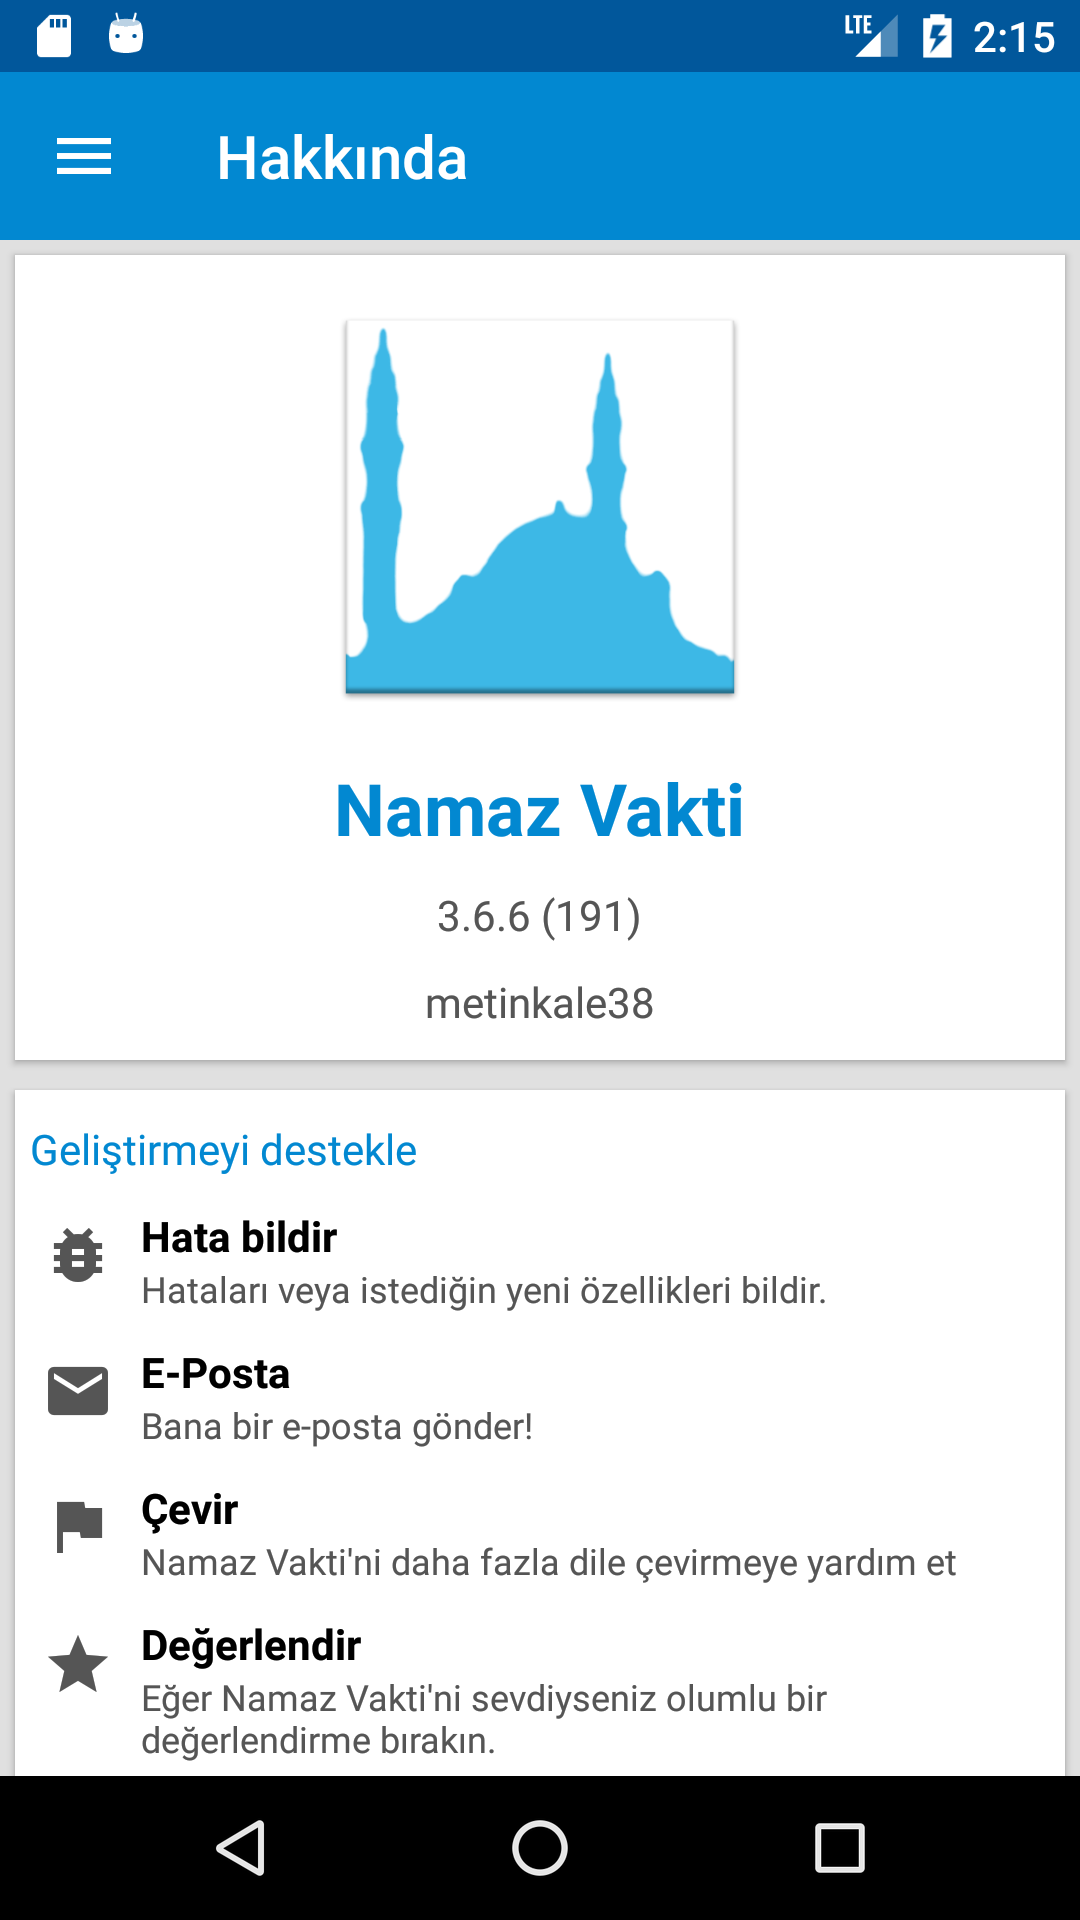 LTE 2:15
Hakkında
Namaz Vakti
3.6.6 (191)
metinkale38
Geliştirmeyi destekle
Hata bildir
Hataları veya istediğin yeni özellikleri bildir.
E-Posta
Bana bir e-posta gönder!
Çevir
Namaz Vakti'ni daha fazla dile çevirmeye yardım et
Değerlendir
Eğer Namaz Vakti'ni sevdiyseniz olumlu bir
değerlendirme bırakın.